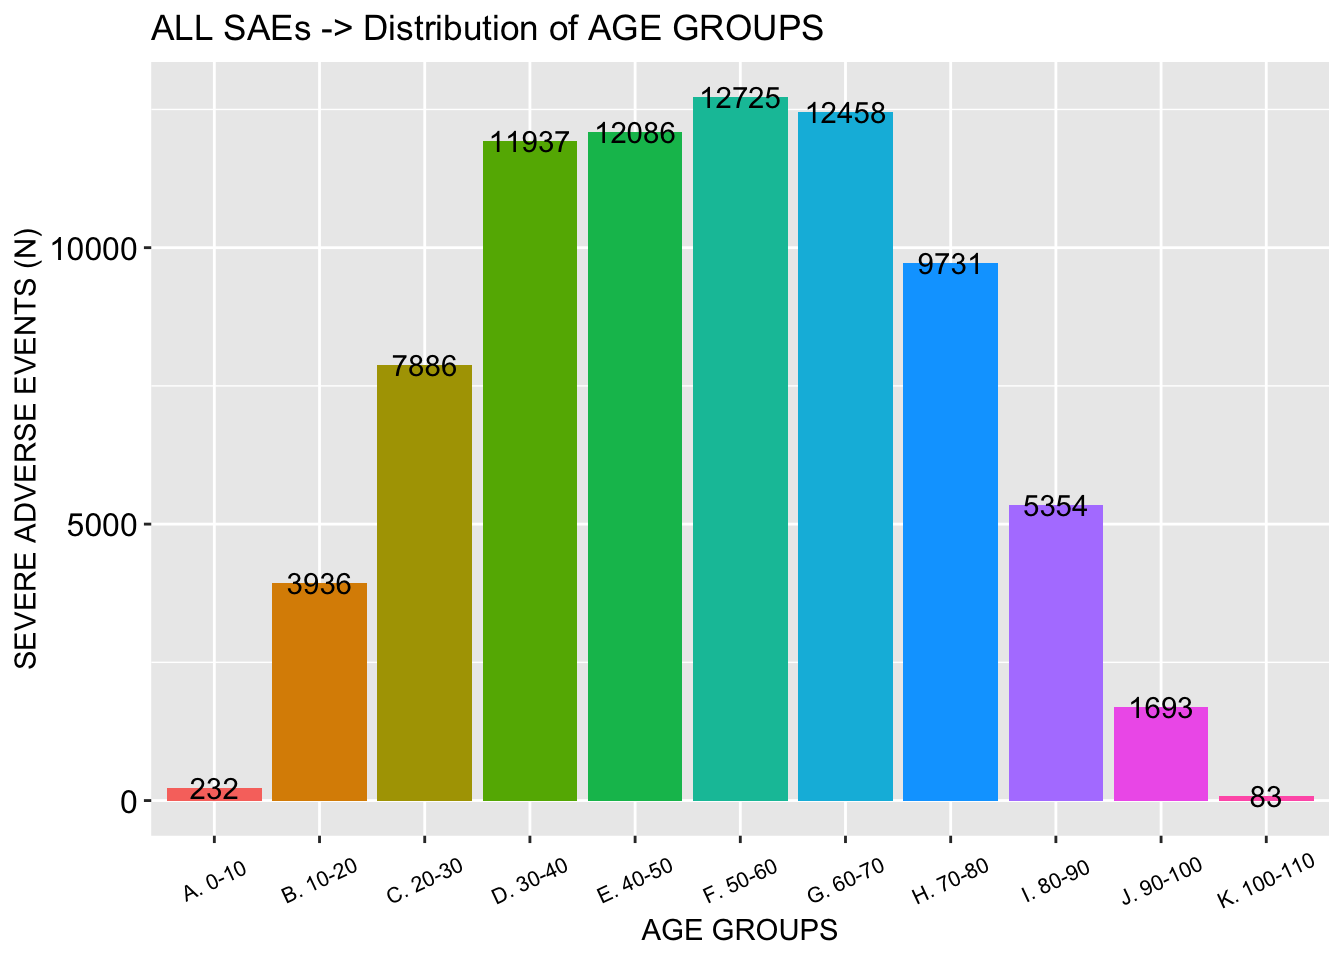 ALL SAEs -> Distribution of AGE GROUPS
SEVERE ADVERSE EVENTS (N)
10000
5000
0
232
3936
7886
11937
12086
12725
12458
9731
5354
1693
83
A. 0-10
B. 10-20
C. 20-30
D. 30-40
E. 40-50
F. 50-60
G. 60-70
H. 70-80
I. 80-90
J. 90-100
K. 100-110
AGE GROUPS